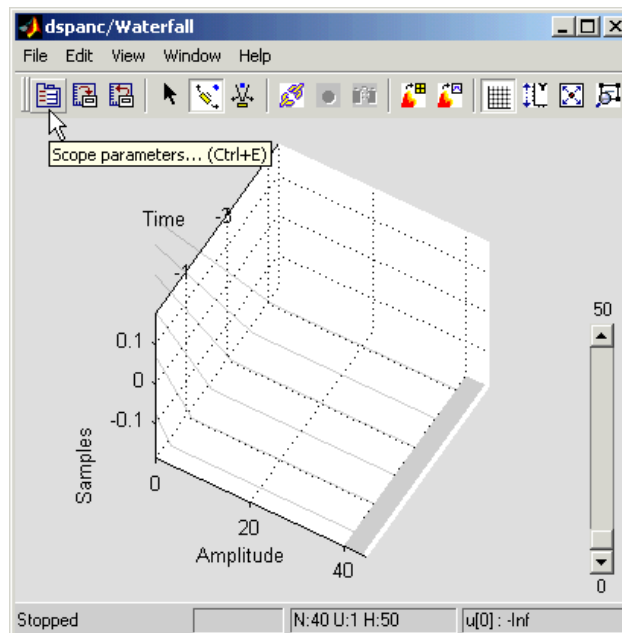 dspanc/Waterfall
File Edit View Window Help
Scope parameters... (Ctrl+E)
Time
-3
-1
0.1
0
-0.1
Samples
0
20
40
Amplitude
50
0
Stopped
N:40 U:1 H:50
u[0] : -Inf